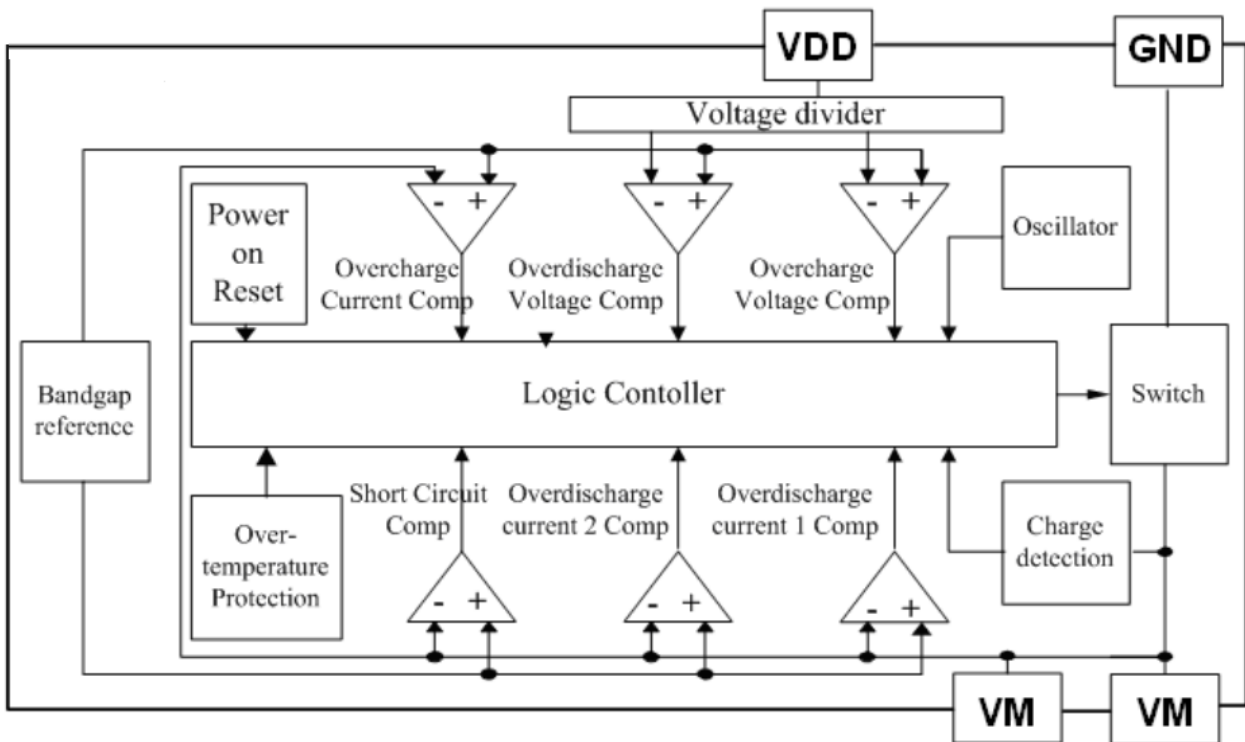 VDD
GND
Voltage divider
- +
- +
- +
Power
on
Reset
Oscillator
Overcharge
Current Comp
Overdischarge
Voltage Comp
Overcharge
Voltage Comp
Bandgap
reference
Logic Contoller
Switch
Over-
temperature
Protection
Short Circuit
Comp
Overdischarge
current 2 Comp
Overdischarge
current 1 Comp
Charge
detection
- +
- +
- +
VM
VM